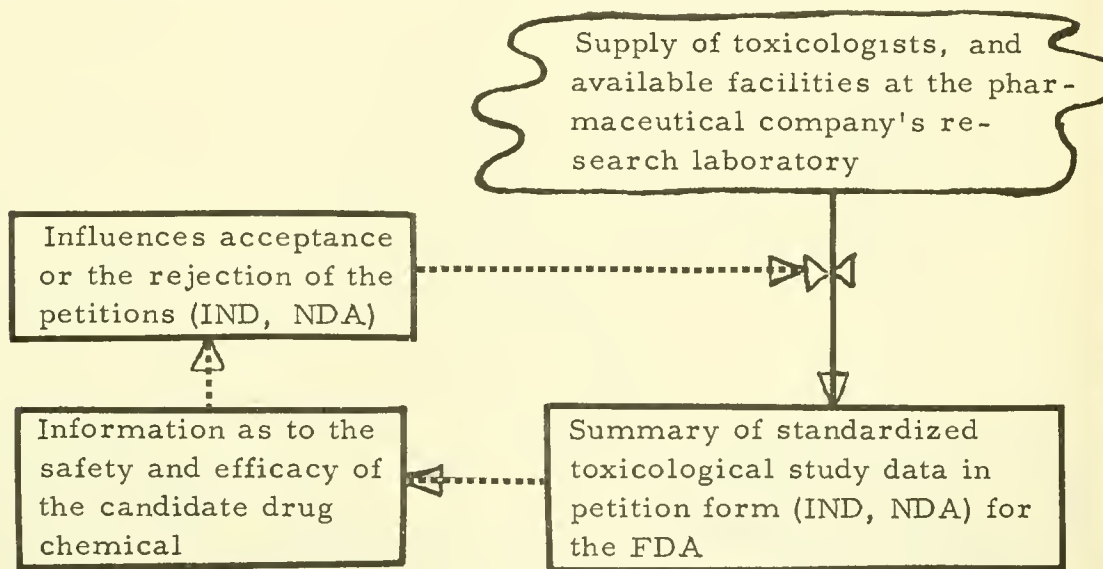 Supply of toxicologists, and
available facilities at the phar-
maceutical company's re-
search laboratory
Influences acceptance
or the rejection of the
petitions (IND, NDA)
Information as to the
safety and efficacy of
the candidate drug
chemical
Summary of standardized
toxicological study data in
petition form (IND, NDA) for
the FDA